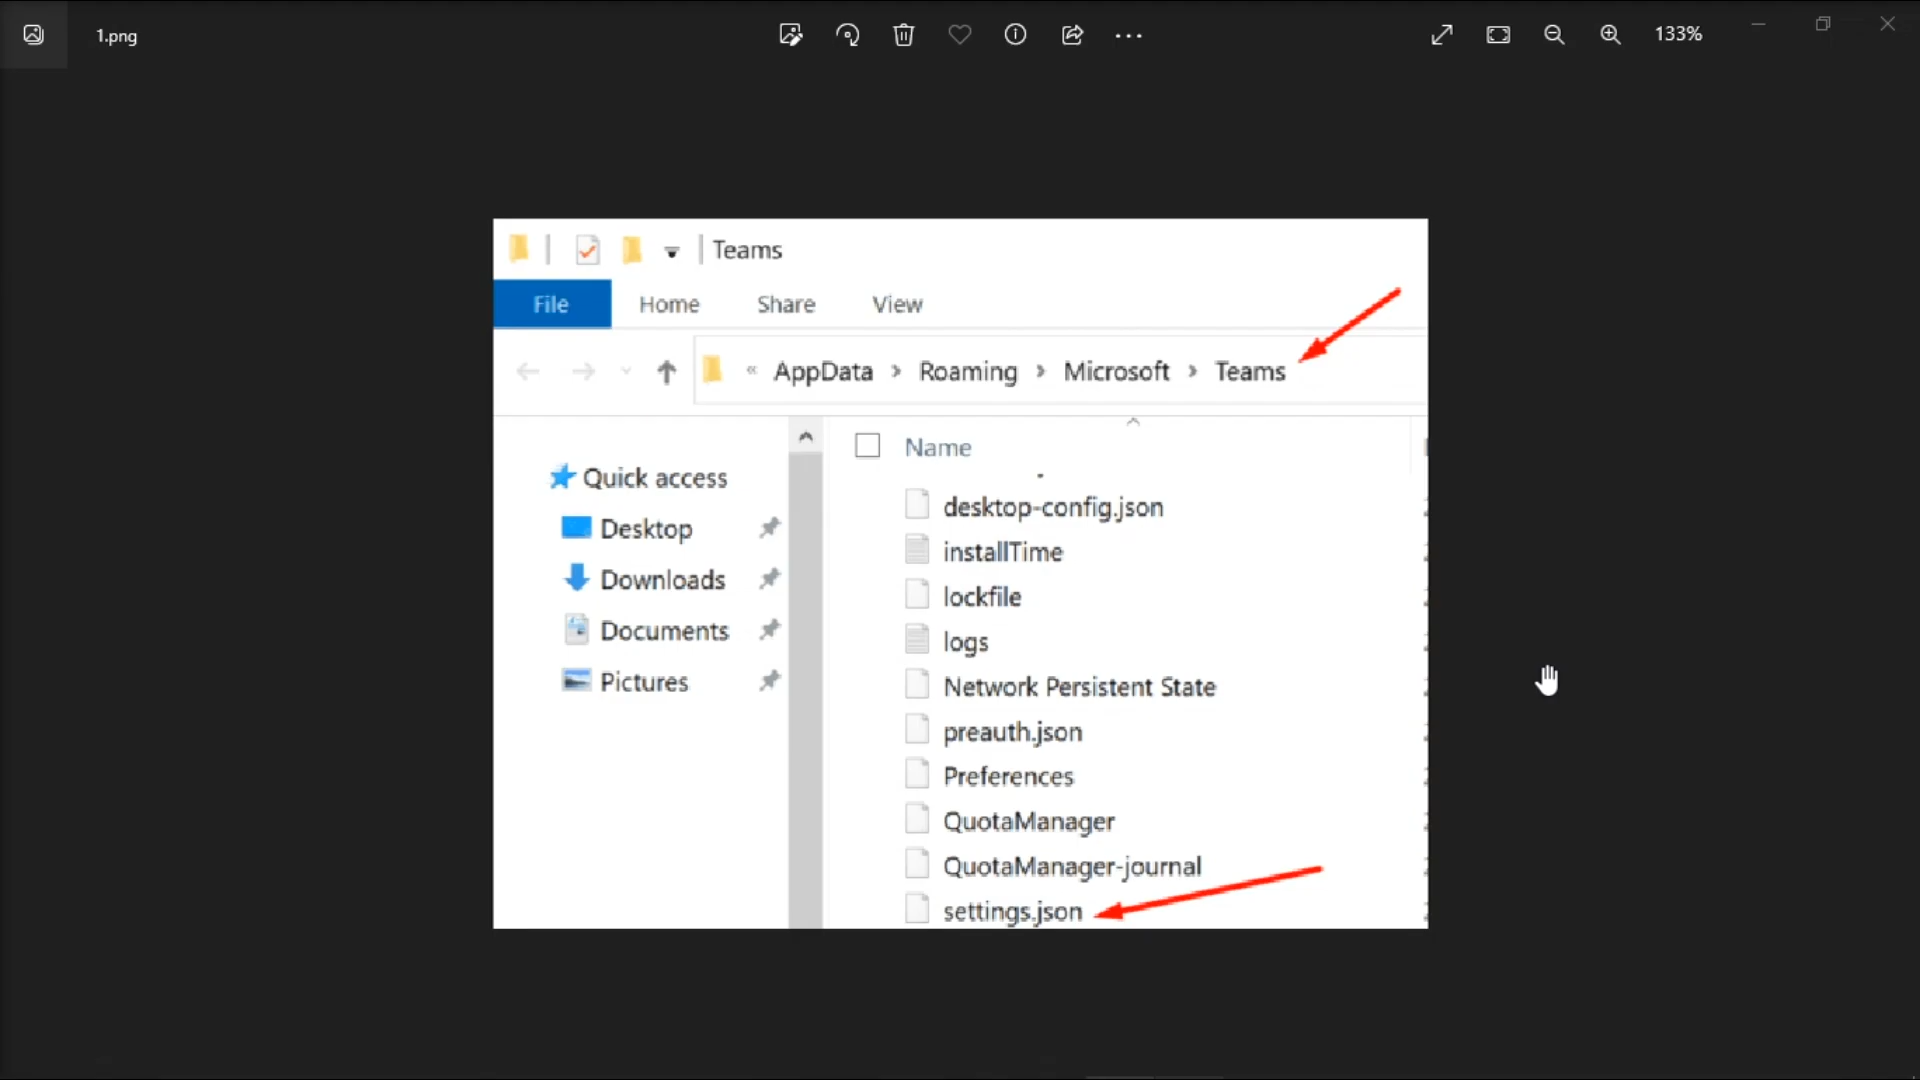 1.png
133%
Teams
File Home Share View
« AppData > Roaming > Microsoft > Teams
Name
Quick access
Desktop
Downloads
Documents
Pictures
desktop-config.json
installTime
lockfile
logs
Network Persistent State
preauth.json
Preferences
QuotaManager
QuotaManager-journal
settings.json